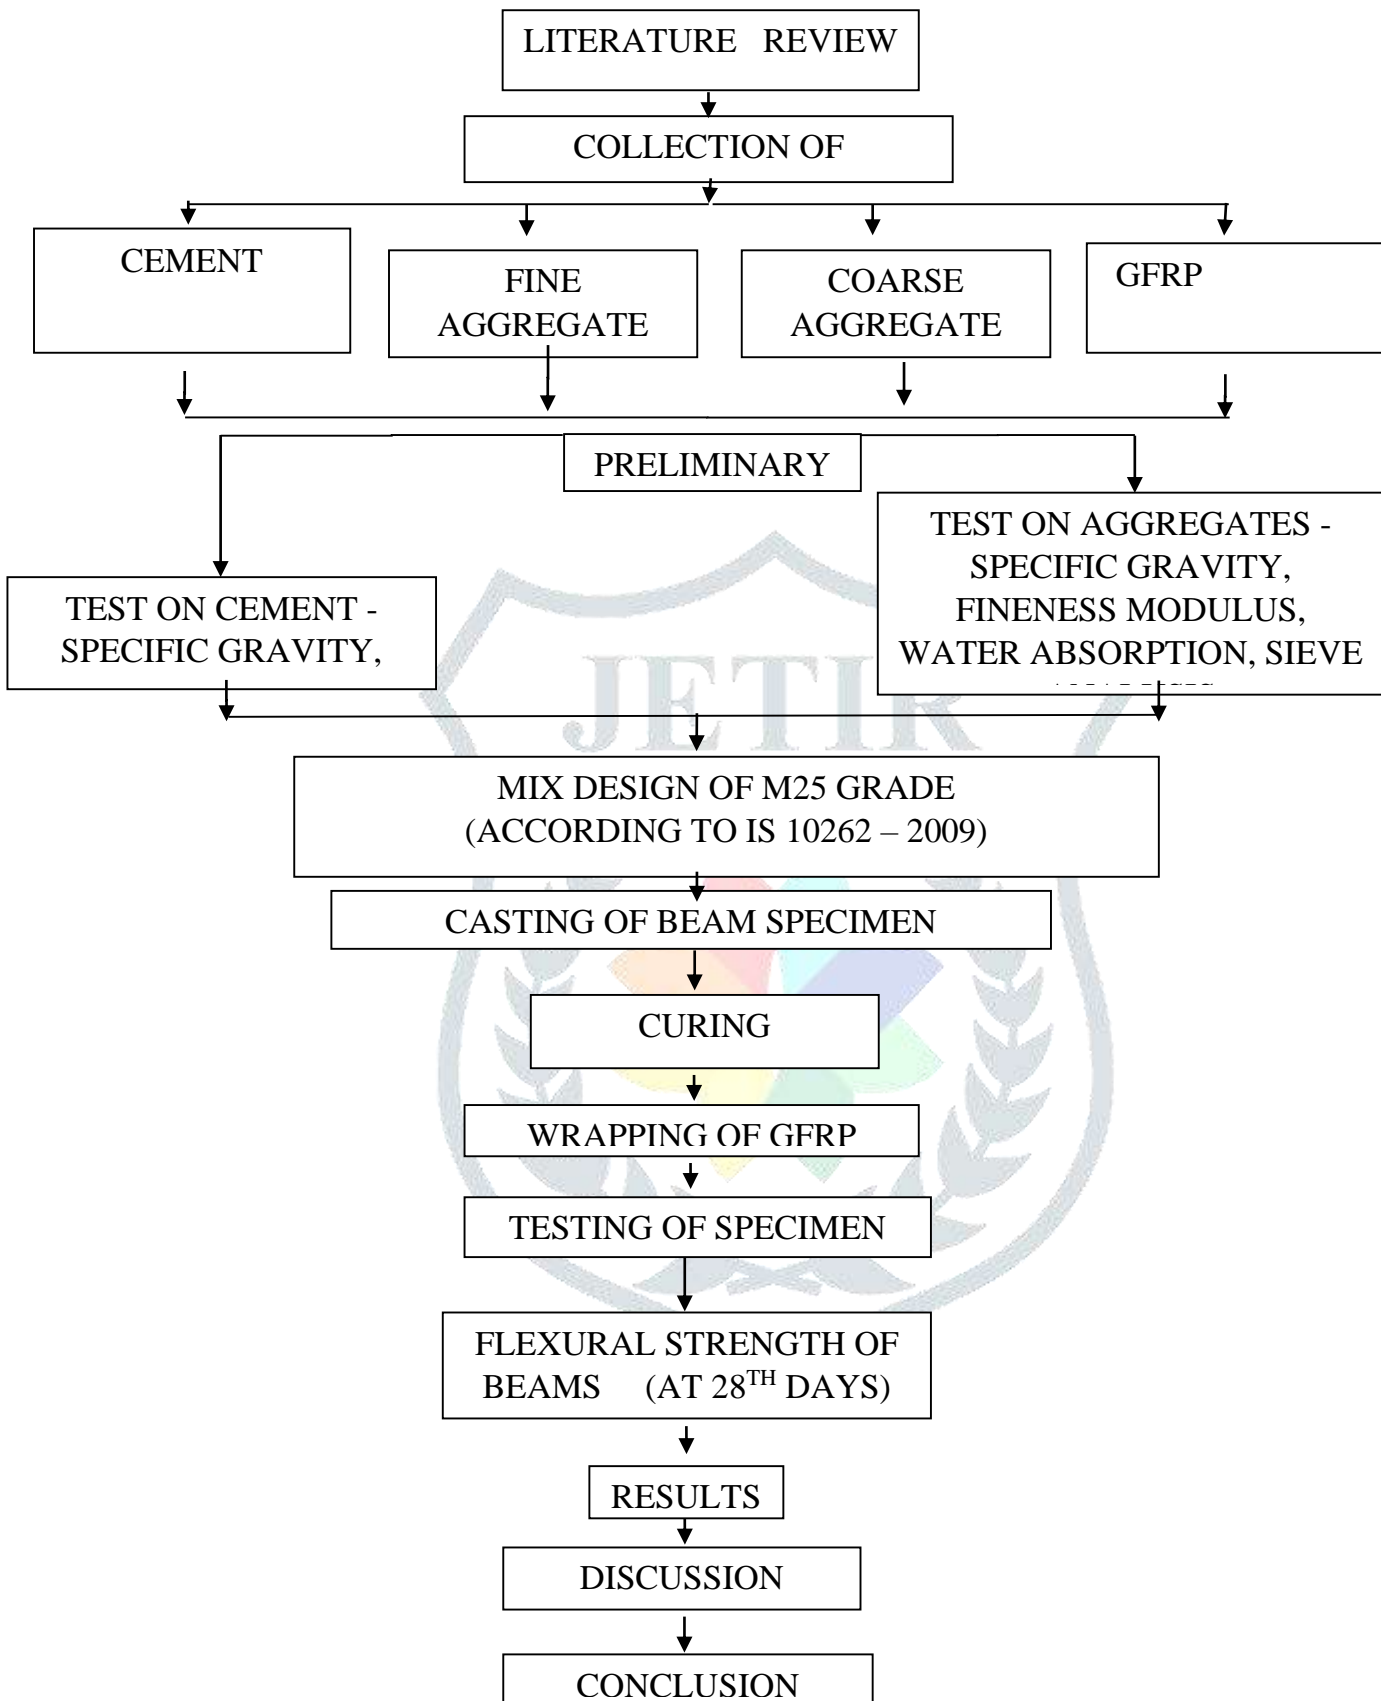 LITERATURE REVIEW
COLLECTION OF
CEMENT
FINE
AGGREGATE
COARSE
AGGREGATE
GFRP
PRELIMINARY
TEST ON CEMENT -
SPECIFIC GRAVITY,
TEST ON AGGREGATES -
SPECIFIC GRAVITY,
FINENESS MODULUS,
WATER ABSORPTION, SIEVE
JETIR
MIX DESIGN OF M25 GRADE
(ACCORDING TO IS 10262 – 2009)
CASTING OF BEAM SPECIMEN
CURING
WRAPPING OF GFRP
TESTING OF SPECIMEN
FLEXURAL STRENGTH OF
BEAMS (AT 28TH DAYS)
RESULTS
DISCUSSION
CONCLUSION